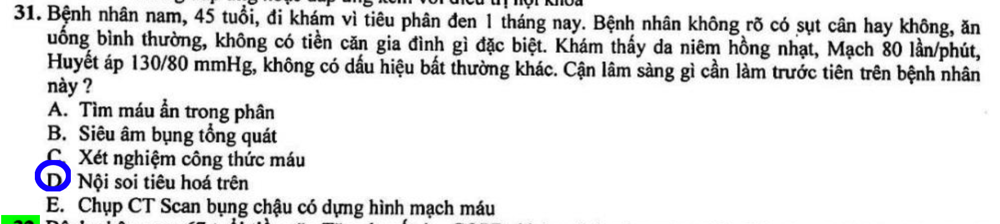 31. Bệnh nhân nam, 45 tuổi, đi khám vì tiêu phân đen 1 tháng nay. Bệnh nhân không rõ có sụt cân hay không, ăn
uống bình thường, không có tiền căn gia đình gì đặc biệt. Khám thấy da niêm hồng nhạt, Mạch 80 lần/phút,
Huyết áp 130/80 mmHg, không có dấu hiệu bất thường khác. Cận lâm sàng gì cần làm trước tiên trên bệnh nhân
này ?
A. Tìm máu ẩn trong phân
B. Siêu âm bụng tổng quát
C. Xét nghiệm công thức máu
D Nội soi tiêu hoá trên
E. Chụp CT Scan bụng chậu có dựng hình mạch máu